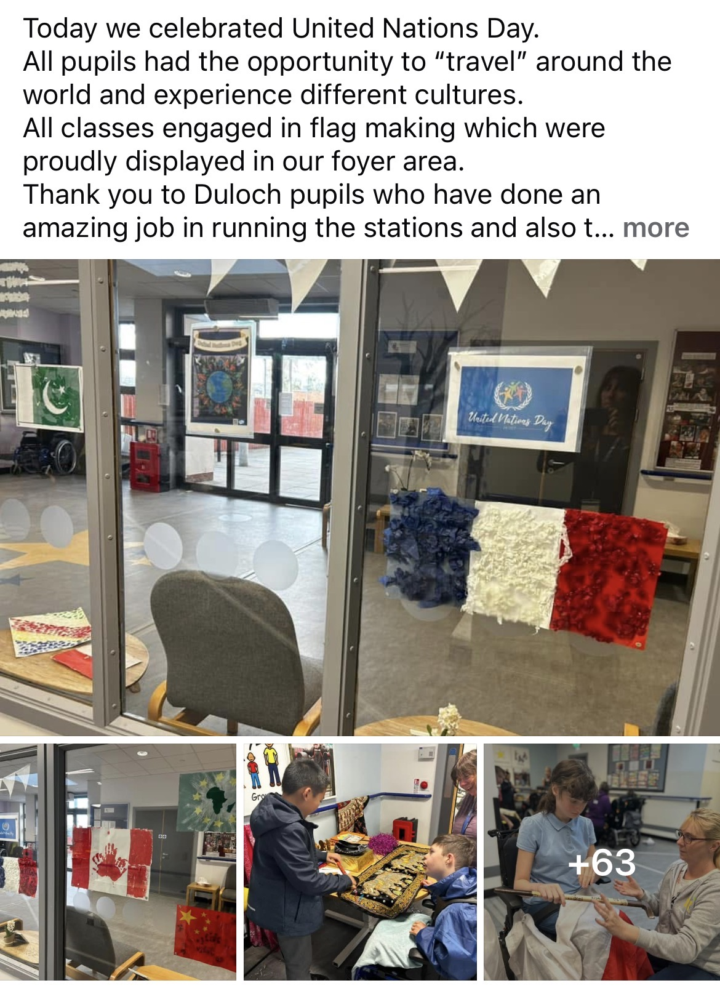 Today we celebrated United Nations Day.
All pupils had the opportunity to “travel” around the
world and experience different cultures.
All classes engaged in flag making which were
proudly displayed in our foyer area.
Thank you to Duloch pupils who have done an
amazing job in running the stations and also t... more
United Nations Day
United Nations Day
Gro
+63